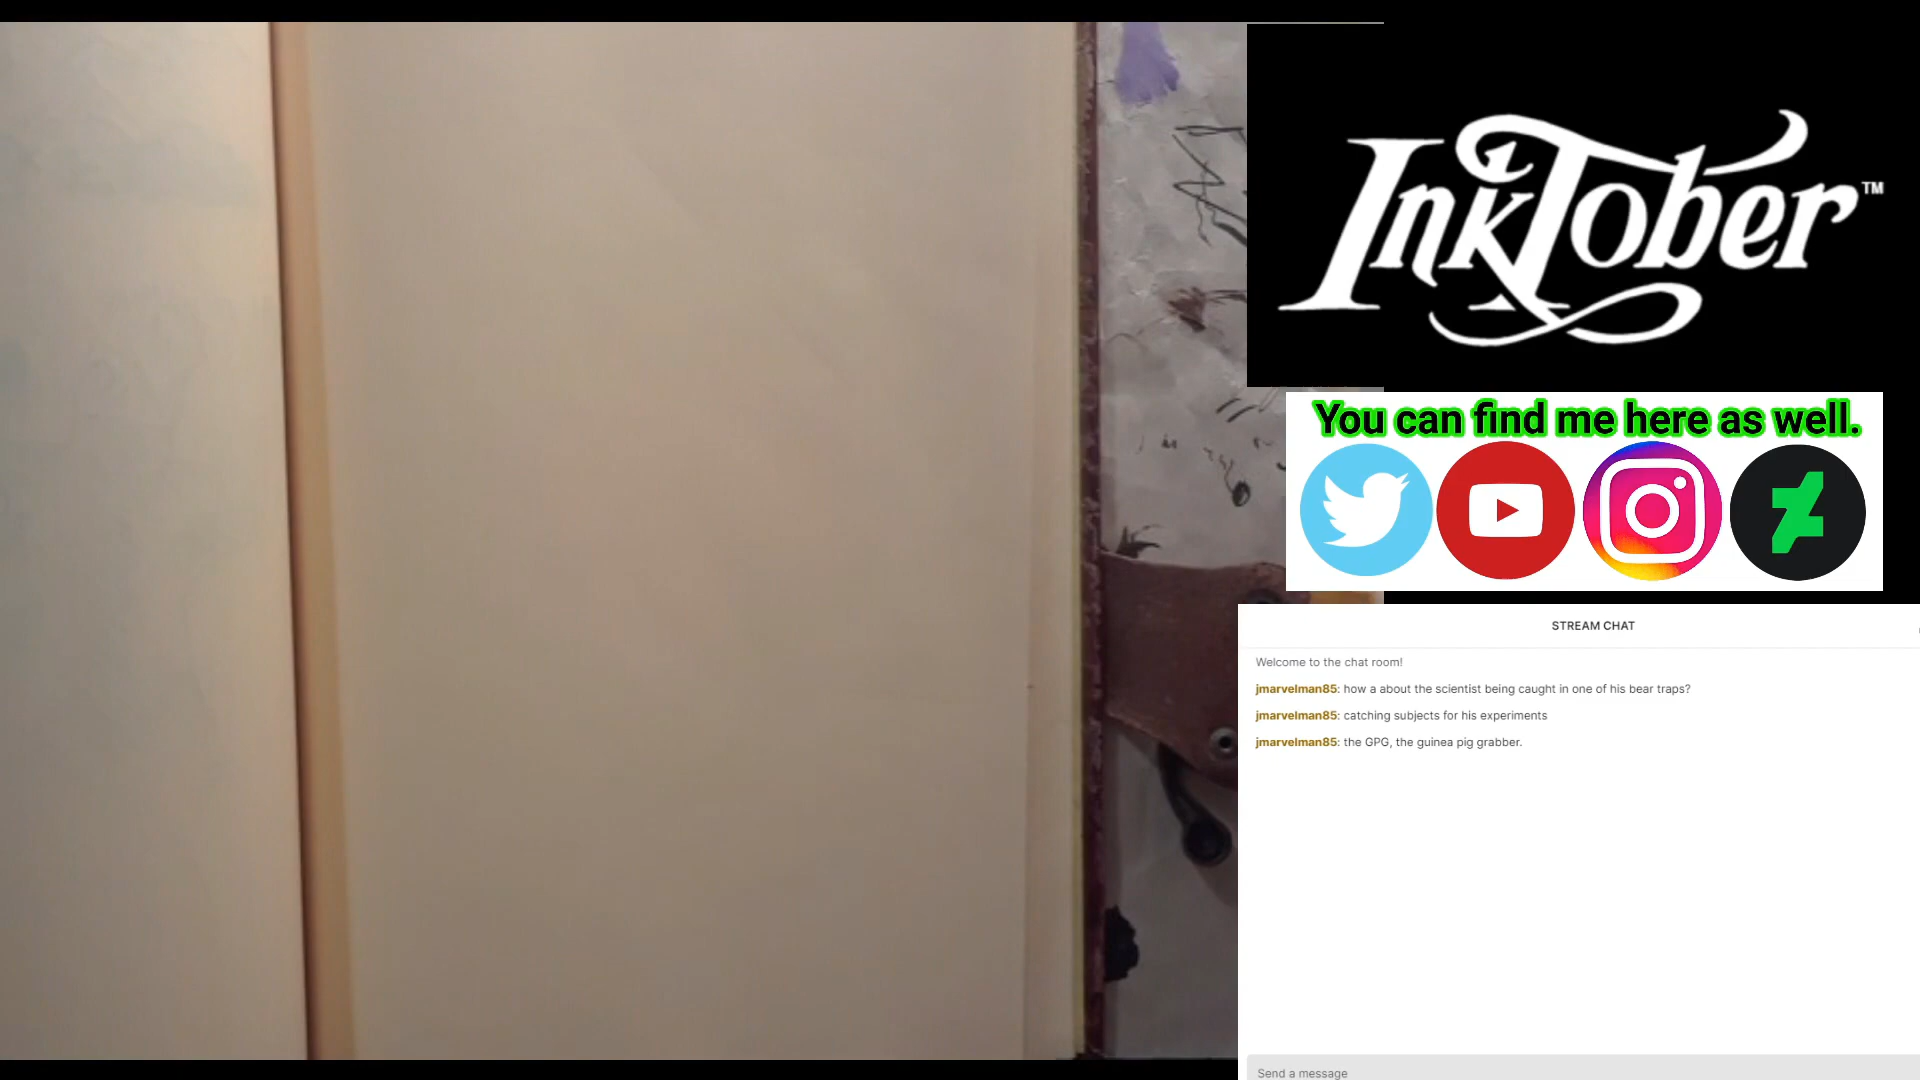 InkTober™
You can find me here as well.
STREAM CHAT
Welcome to the chat room!
jmarvelman85: how a about the scientist being caught in one of his bear traps?
jmarvelman85: catching subjects for his experiments
jmarvelman85: the GPG, the guinea pig grabber.
Send a message